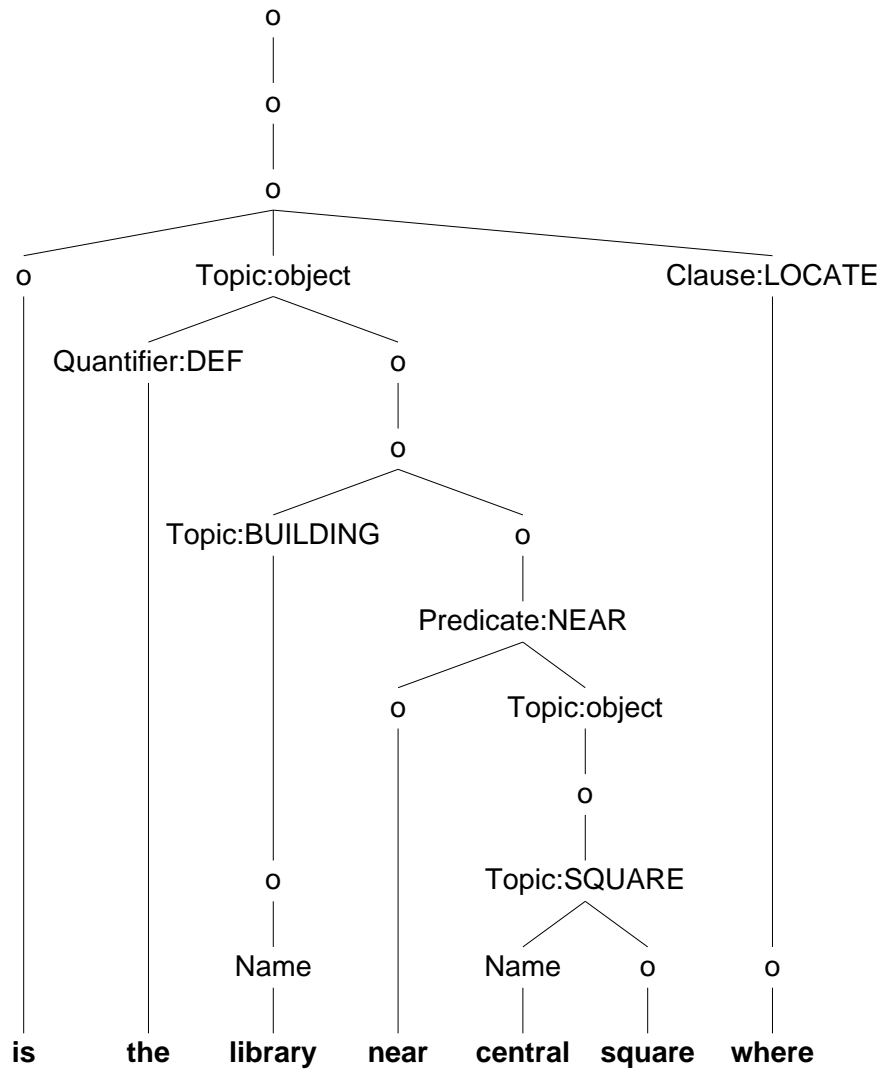 o
o
o
o Topic:object Clause:LOCATE
Quantifier:DEF o
o
Topic:BUILDING o
Predicate:NEAR
o Topic:object
o
o Topic:SQUARE
Name Name o o
is the library near central square where